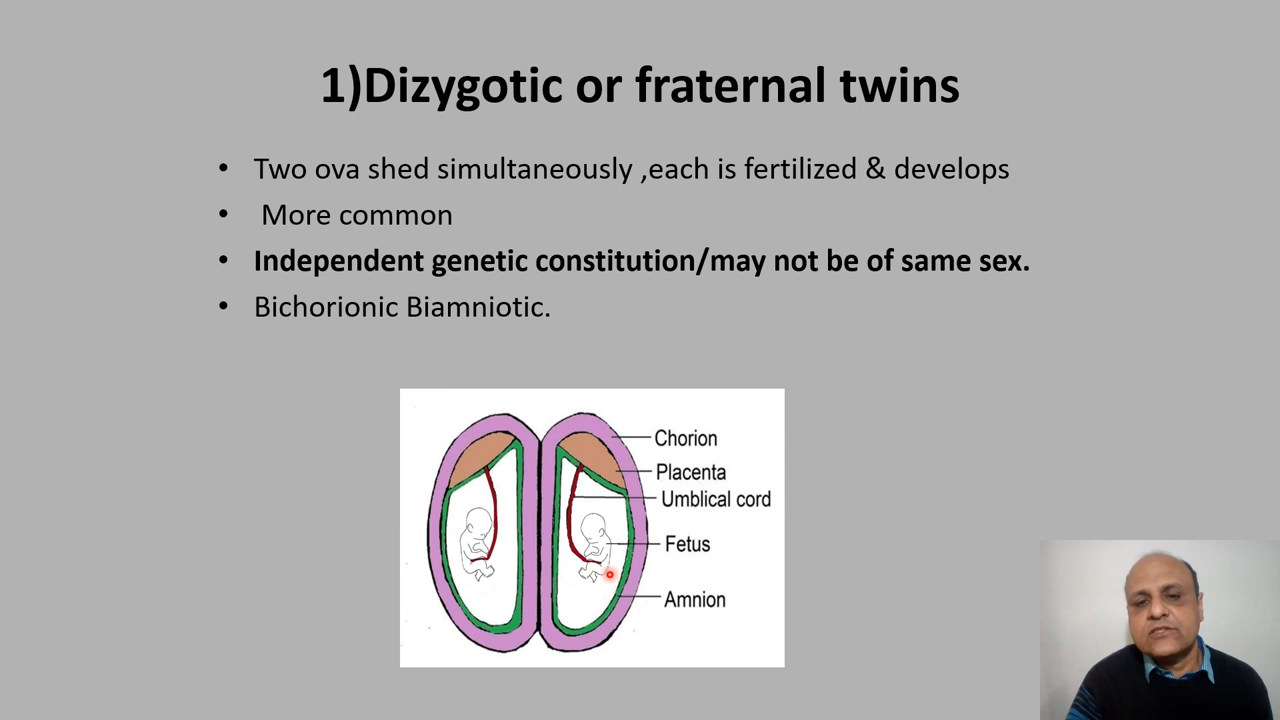 1)Dizygotic or fraternal twins
• Two ova shed simultaneously ,each is fertilized & develops
• More common
• Independent genetic constitution/may not be of same sex.
• Bichorionic Biamniotic.
Chorion
Placenta
Umblical cord
Fetus
Amnion